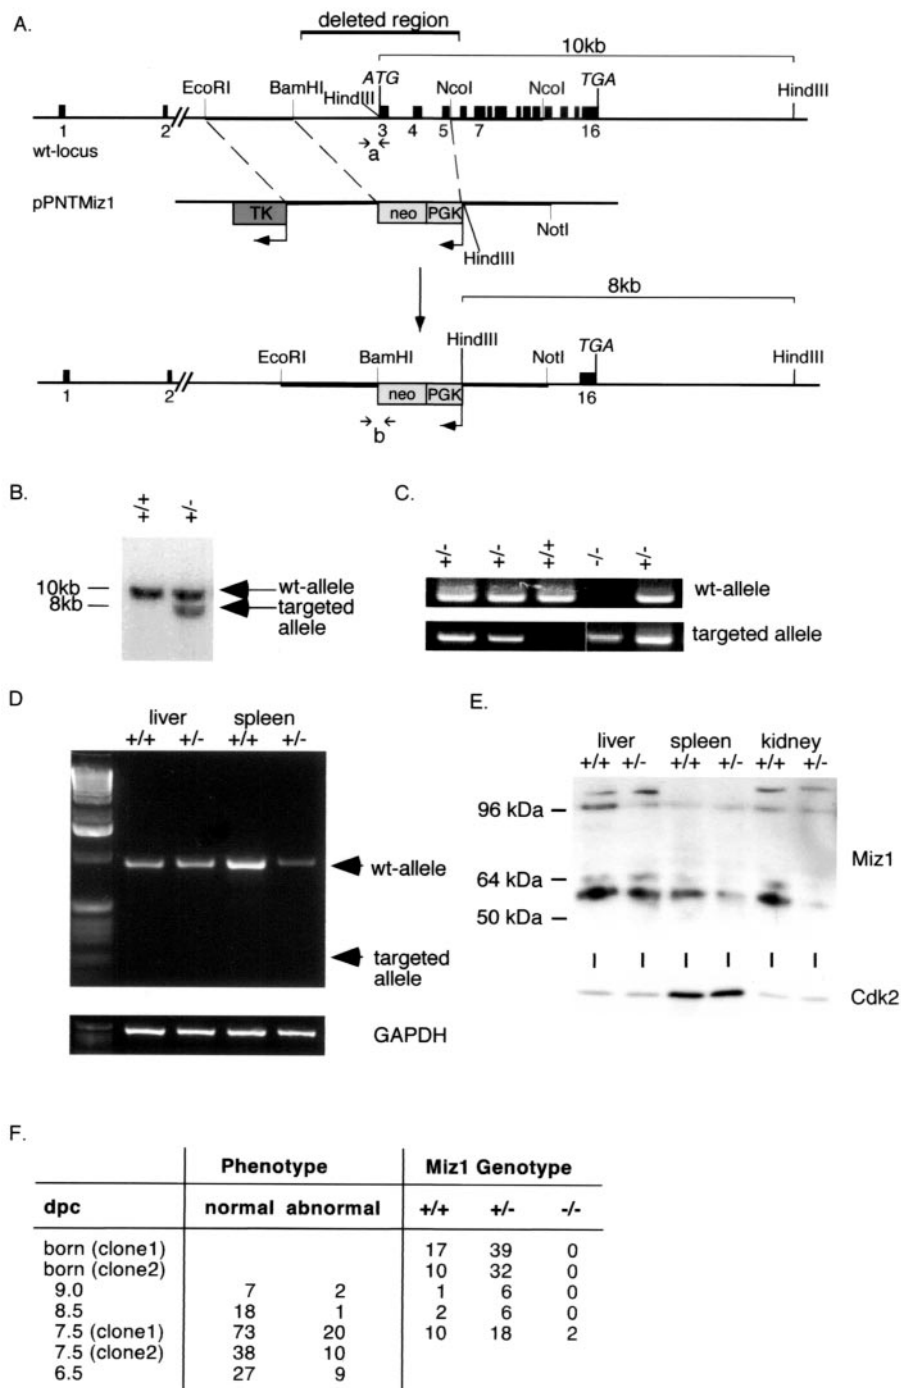 A.
deleted region
10kb
EcoRI BamHI HindIII ATG NcoI NcoI TGA HindIII
1 2 3 4 5 7 16
wt-locus
a
pPNTMiz1
TK neo PGK
NotI
HindIII
8kb
HindIII
EcoRI BamHI NotI TGA HindIII
1 2 neo PGK 16
b
B.
+/+ +/-
10kb
8kb
wt-allele
targeted
allele
C.
+/- +/- +/+ -/- +/-
wt-allele
targeted allele
D
liver spleen
+/+ +/- +/+ +/-
wt-allele
targeted
allele
GAPDH
E.
liver spleen kidney
+/+ +/- +/+ +/- +/+ +/-
96 kDa
64 kDa
50 kDa
Miz1
Cdk2
F.
Phenotype Miz1 Genotype
dpc normal abnormal +/+ +/- -/-
born (clone1) 17 39 0
born (clone2) 10 32 0
9.0 7 2 1 6 0
8.5 18 1 2 6 0
7.5 (clone1) 73 20 10 18 2
7.5 (clone2) 38 10
6.5 27 9